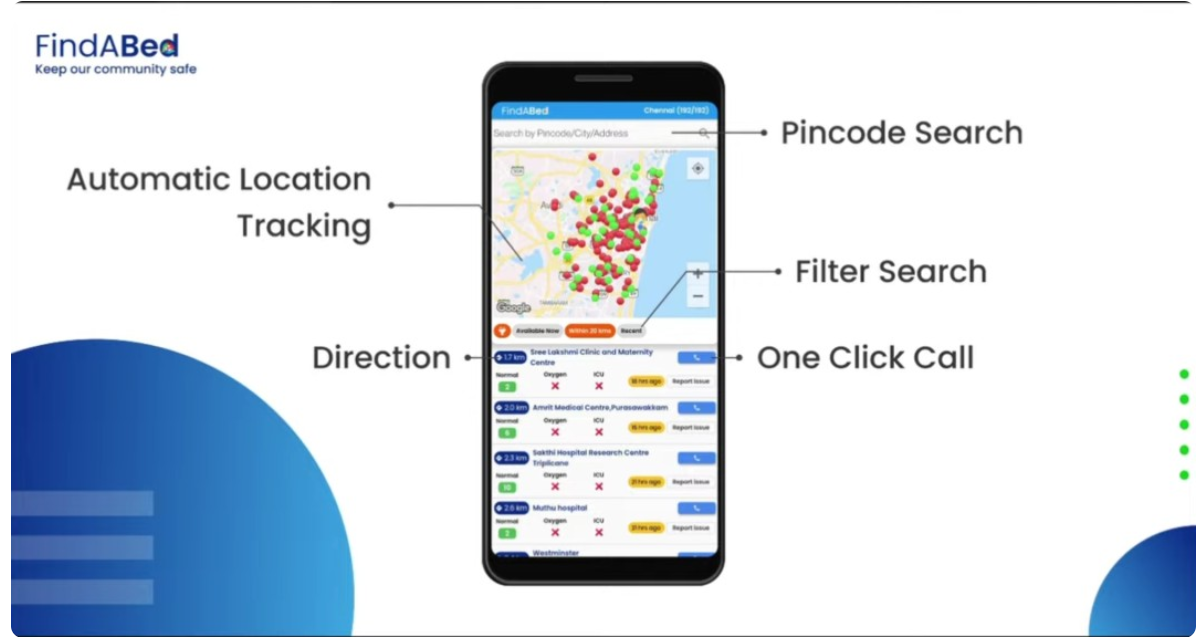 FindABed
Keep our community safe
Automatic Location
Tracking
Direction
Pincode Search
Filter Search
One Click Call
FindABed
Chennai (192/192)
Search by Pincode/City/Address
Google
Available Now
Within 20 kms
Recent
1.7 km
Sree Lakshmi Clinic and Maternity
Centre
Normal
Oxygen
ICU
2
16 hrs ago
Report Issue
2.0 km
Amrit Medical Centre,Purasawakkam
Normal
Oxygen
ICU
16 hrs ago
Report Issue
2.3 km
Sakthi Hospital Research Centre
Triplicane
Normal
Oxygen
ICU
10
21 hrs ago
Report Issue
2.6 km
Muthu hospital
Normal
Oxygen
ICU
2
21 hrs ago
Report Issue
Westminster